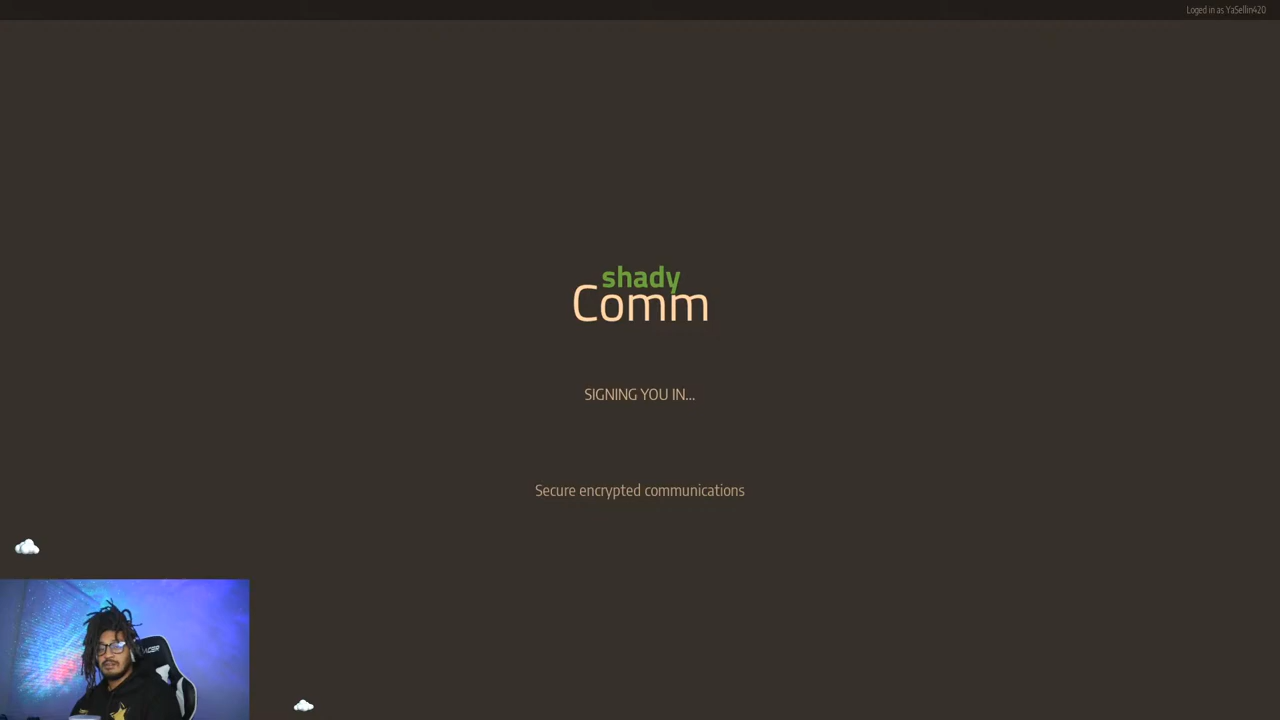 Loged in as YaSellin420
shady
Comm
SIGNING YOU IN...
Secure encrypted communications